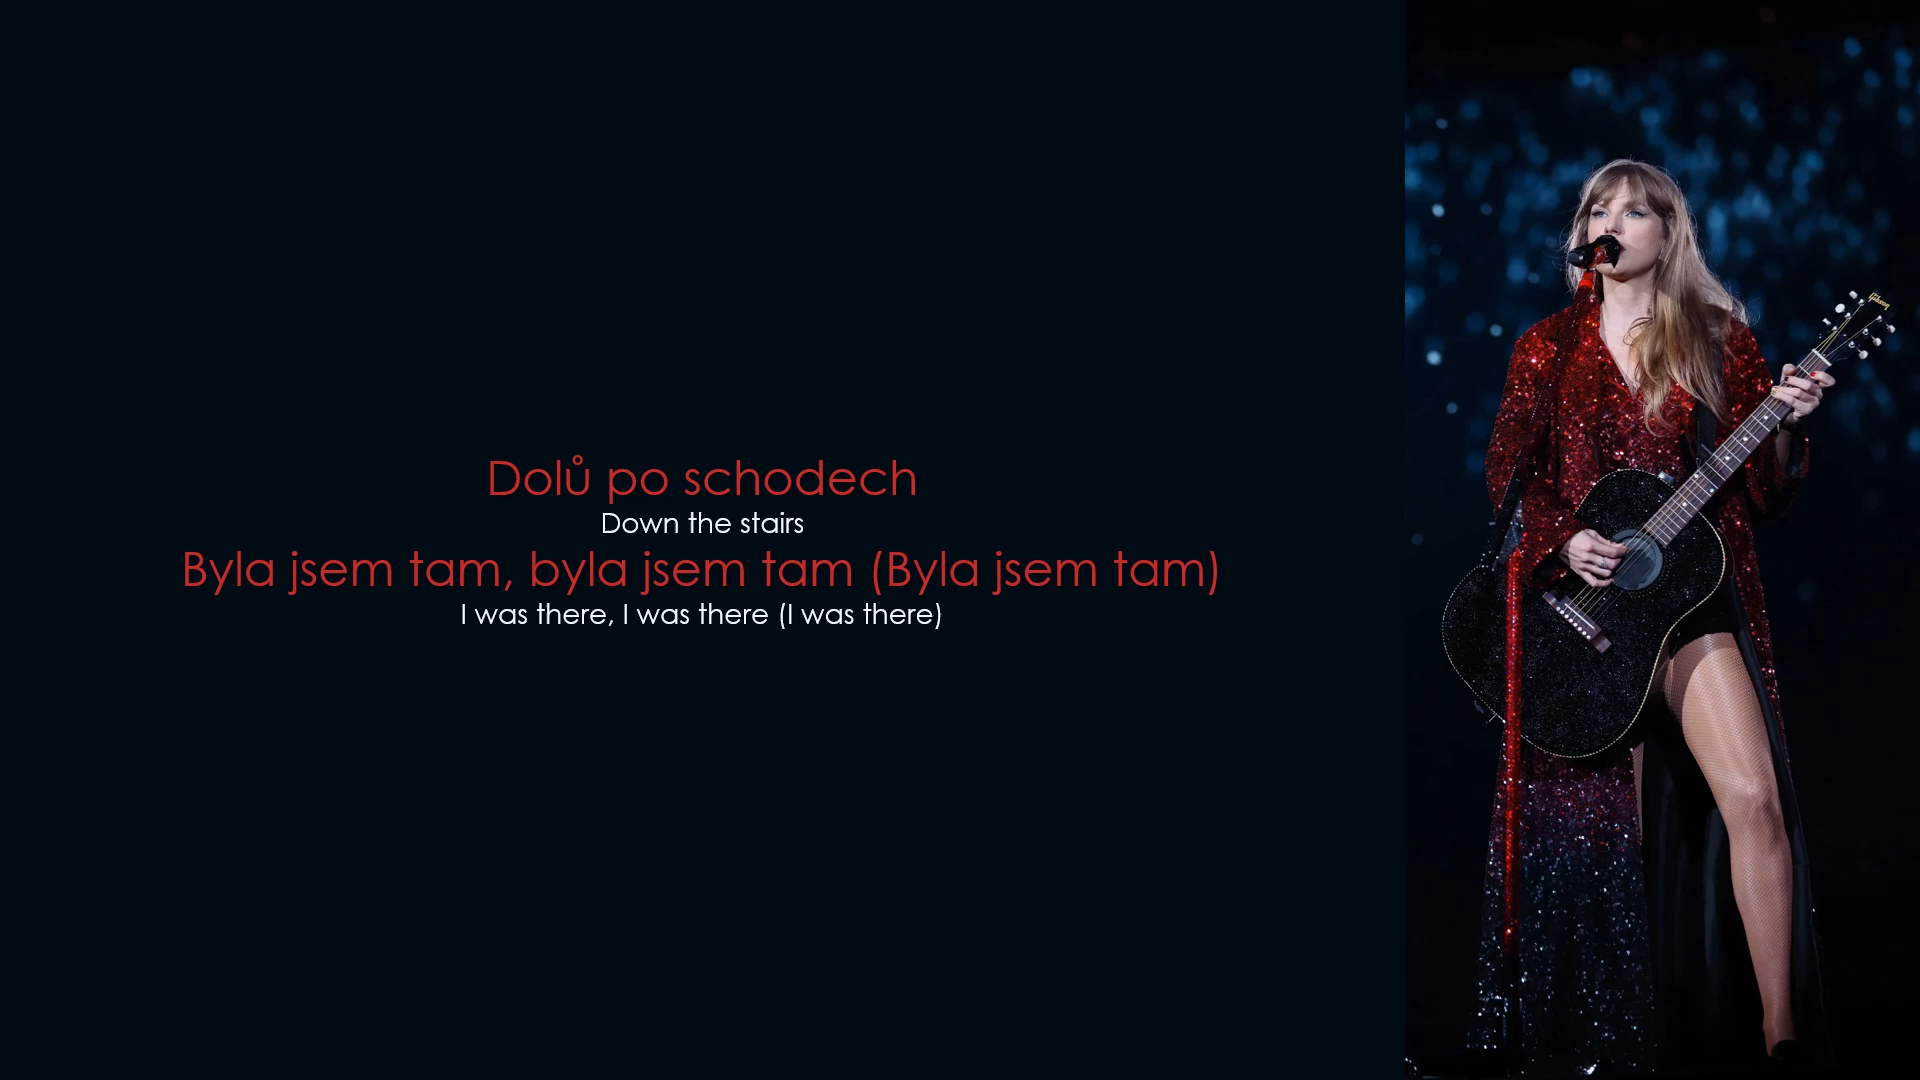 Dolů po schodech
Down the stairs
Byla jsem tam, byla jsem tam (Byla jsem tam)
I was there, I was there (I was there)
Gibson